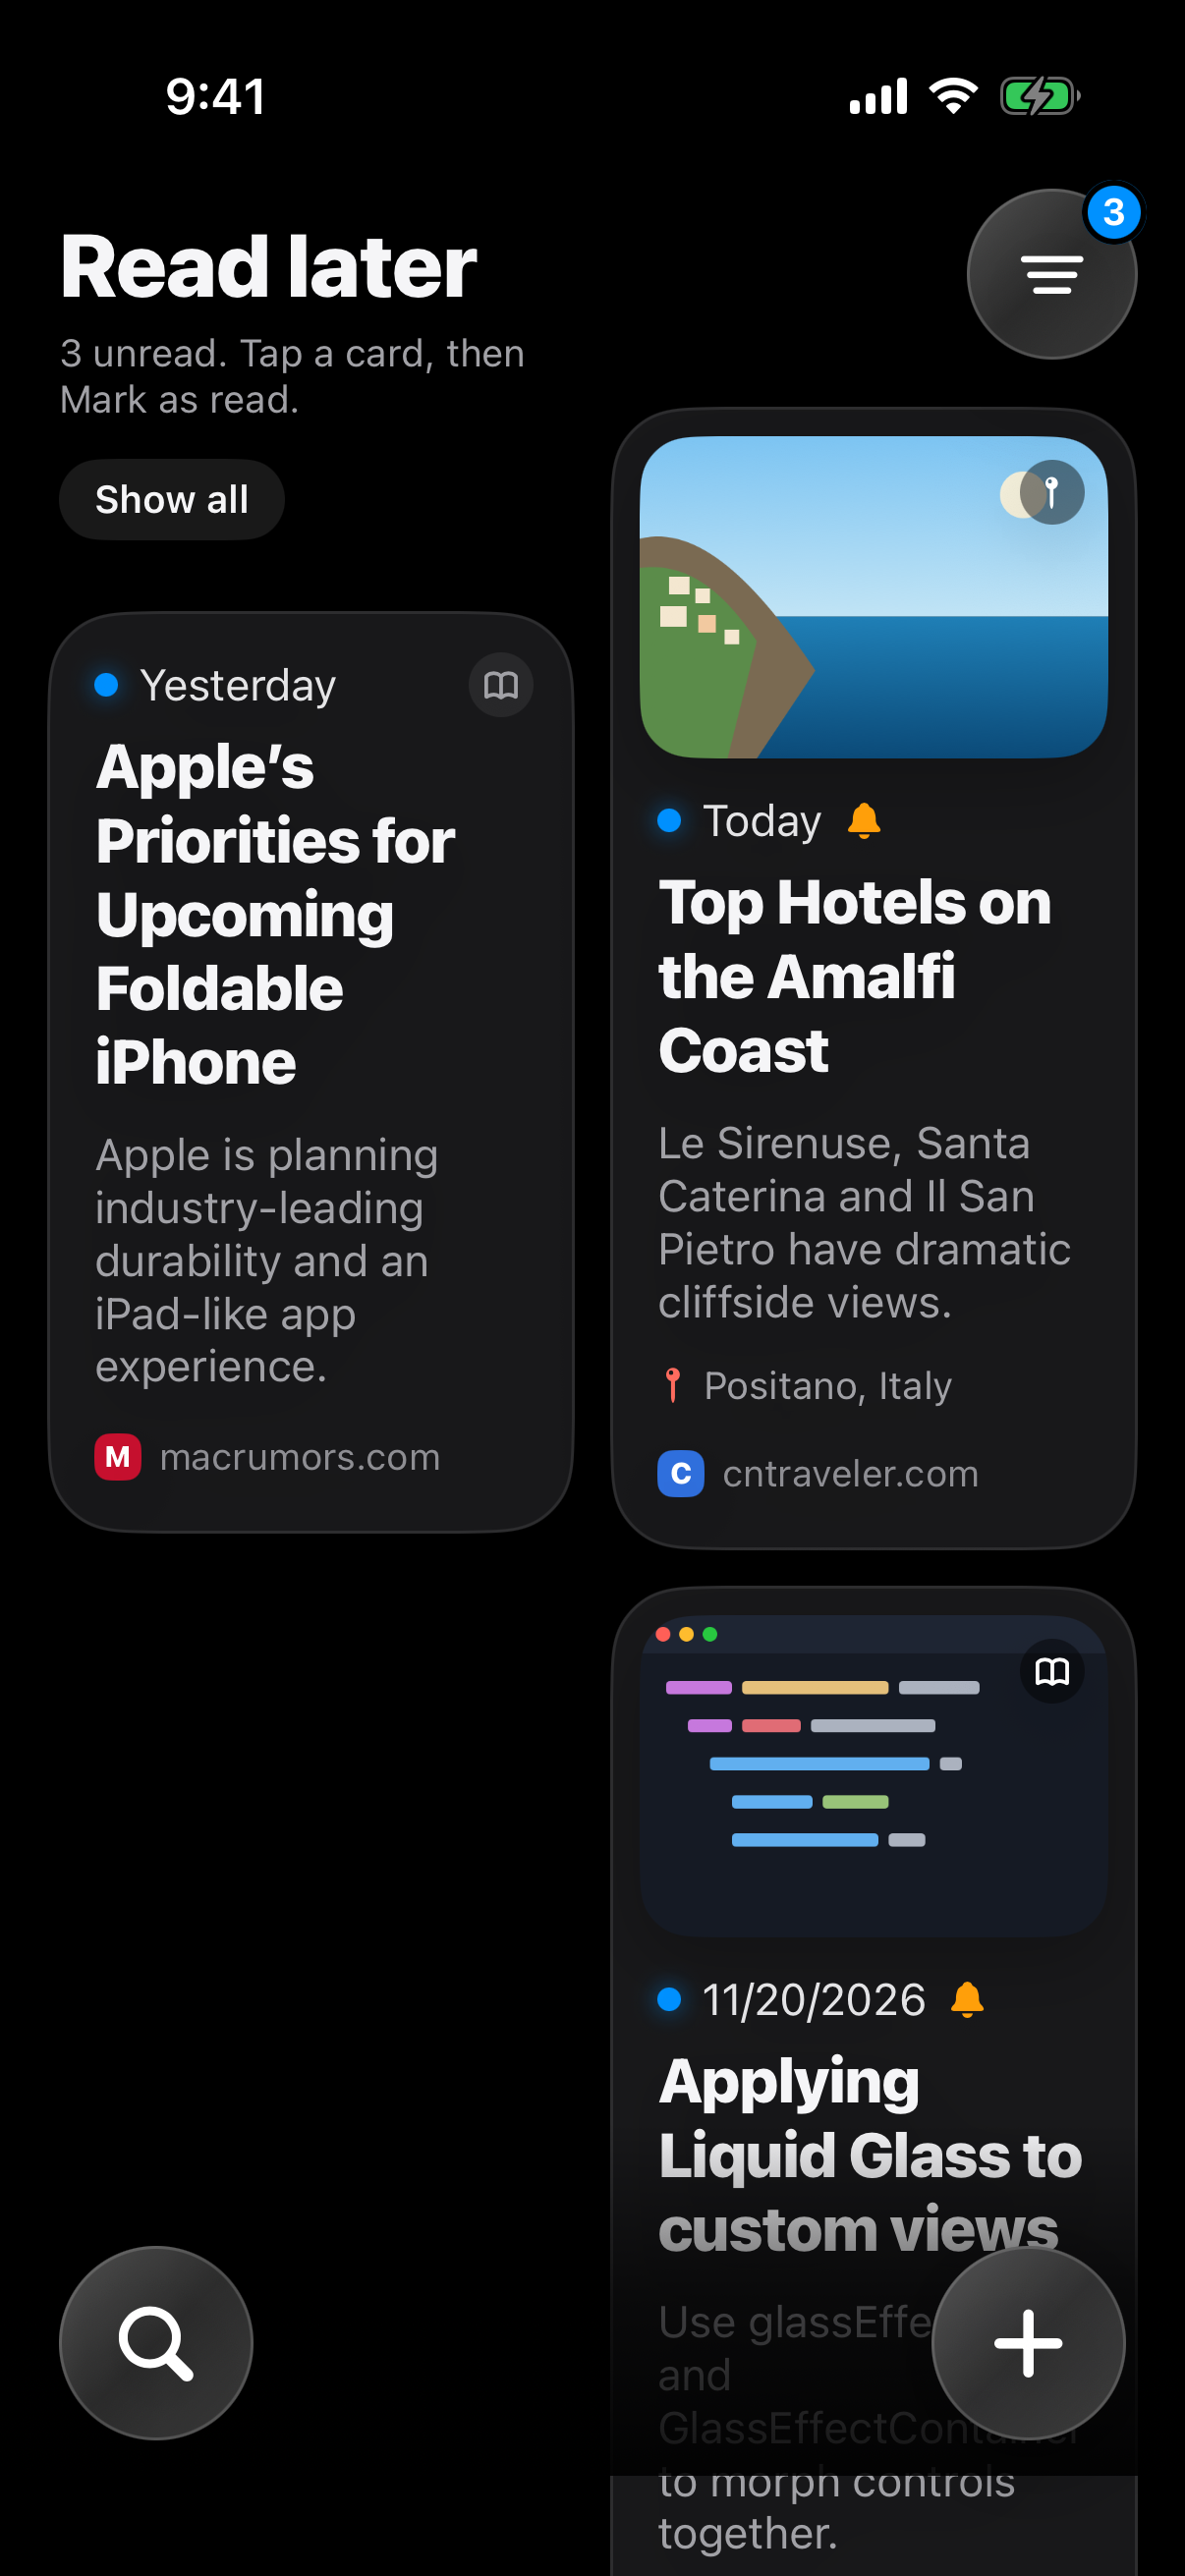 9:41
3
Read later
3 unread. Tap a card, then
Mark as read.
Show all
Yesterday
Apple’s
Priorities for
Upcoming
Foldable
iPhone
Apple is planning
industry-leading
durability and an
iPad-like app
experience.
M macrumors.com
Today
Top Hotels on
the Amalfi
Coast
Le Sirenuse, Santa
Caterina and Il San
Pietro have dramatic
cliffside views.
Positano, Italy
C cntraveler.com
11/20/2026
Applying
Liquid Glass to
custom views
Use glassEffe
and
GlassEffectContainer
to morph controls
together.